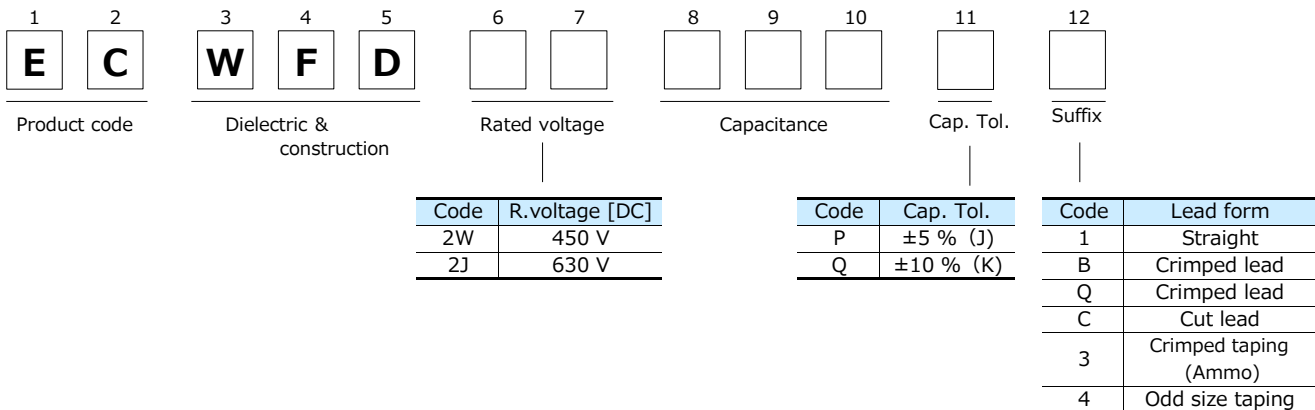 1 2 3 4 5 6 7 8 9 10 11 12
E C W F D
Product code
Dielectric &
construction
Rated voltage
Capacitance
Cap. Tol.
Suffix
Code R.voltage [DC]
2W 450 V
2J 630 V
Code Cap. Tol.
P ±5 % (J)
Q ±10 % (K)
Code Lead form
1 Straight
B Crimped lead
Q Crimped lead
C Cut lead
3 Crimped taping
(Ammo)
4 Odd size taping